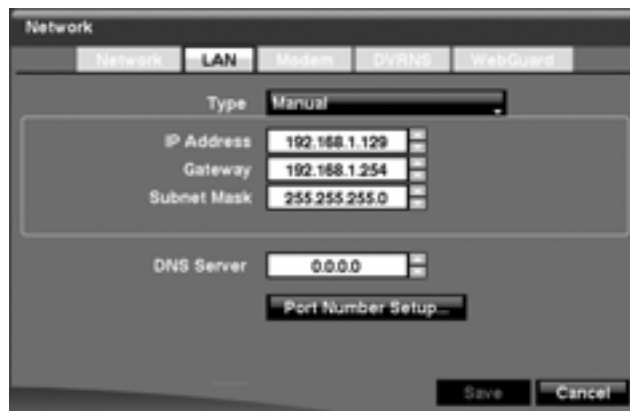 Network
Network LAN Modem DVRNS WebGuard
Type Manual
IP Address 192.168.1.129
Gateway 192.168.1.254
Subnet Mask 255.255.255.0
DNS Server 0.0.0.0
Port Number Setup...
Save Cancel